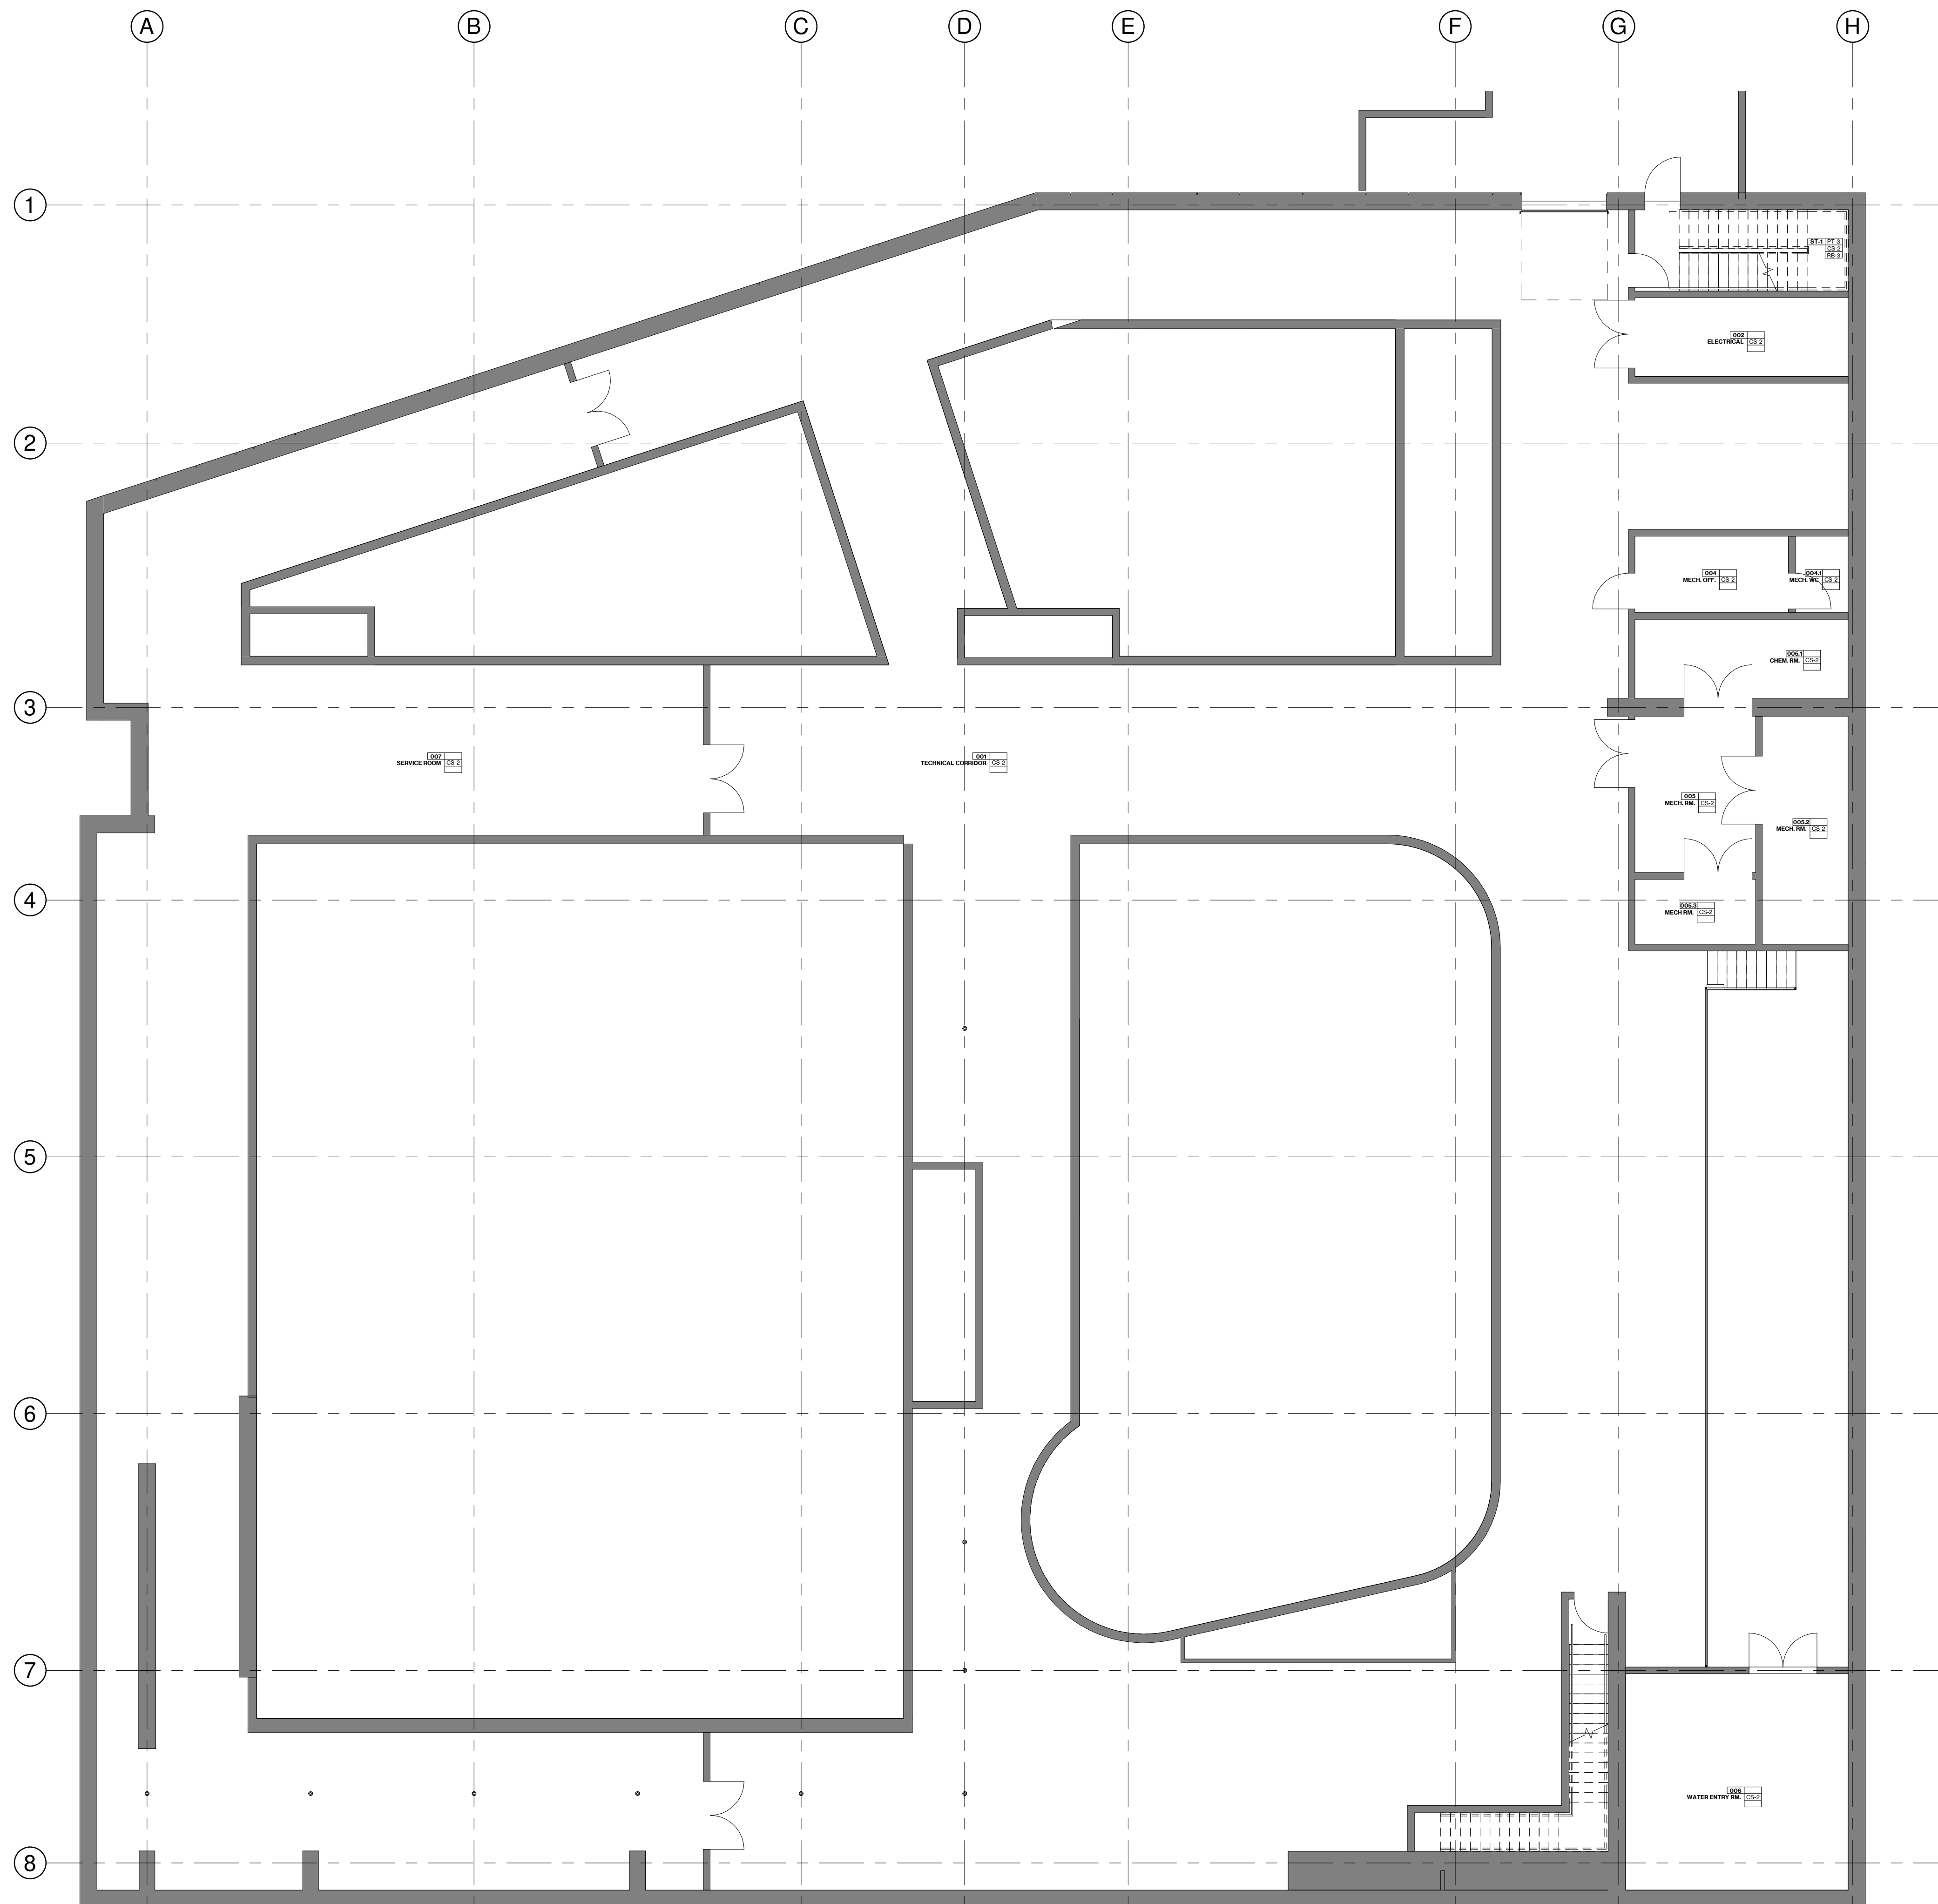 A B C D E F G H
1
ST-1 PT-3
CS-2
RB-3
002
ELECTRICAL CS-2
2
004
MECH. OFF. CS-2
004.1
MECH. WC CS-2
005.1
CHEM. RM. CS-2
3
007
SERVICE ROOM CS-2
001
TECHNICAL CORRIDOR CS-2
005
MECH. RM. CS-2
005.2
MECH. RM. CS-2
4
005.3
MECH RM. CS-2
5
6
7
006
WATER ENTRY RM. CS-2
8